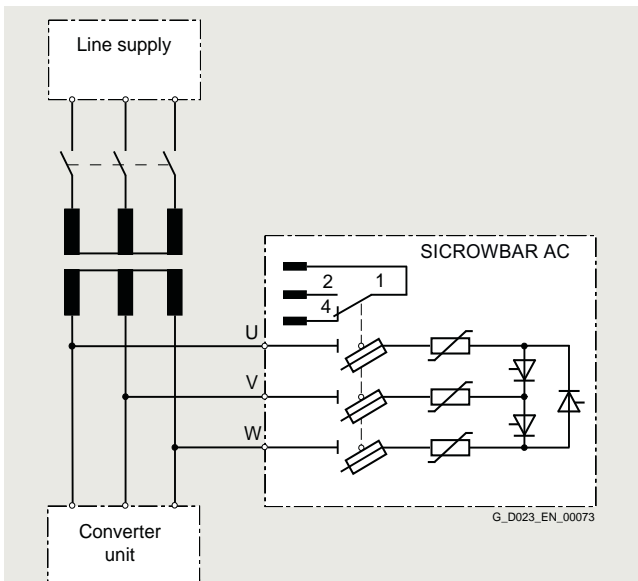 Line supply
SICROWBAR AC
2
1
4
U
V
W
G_D023_EN_00073
Converter
unit